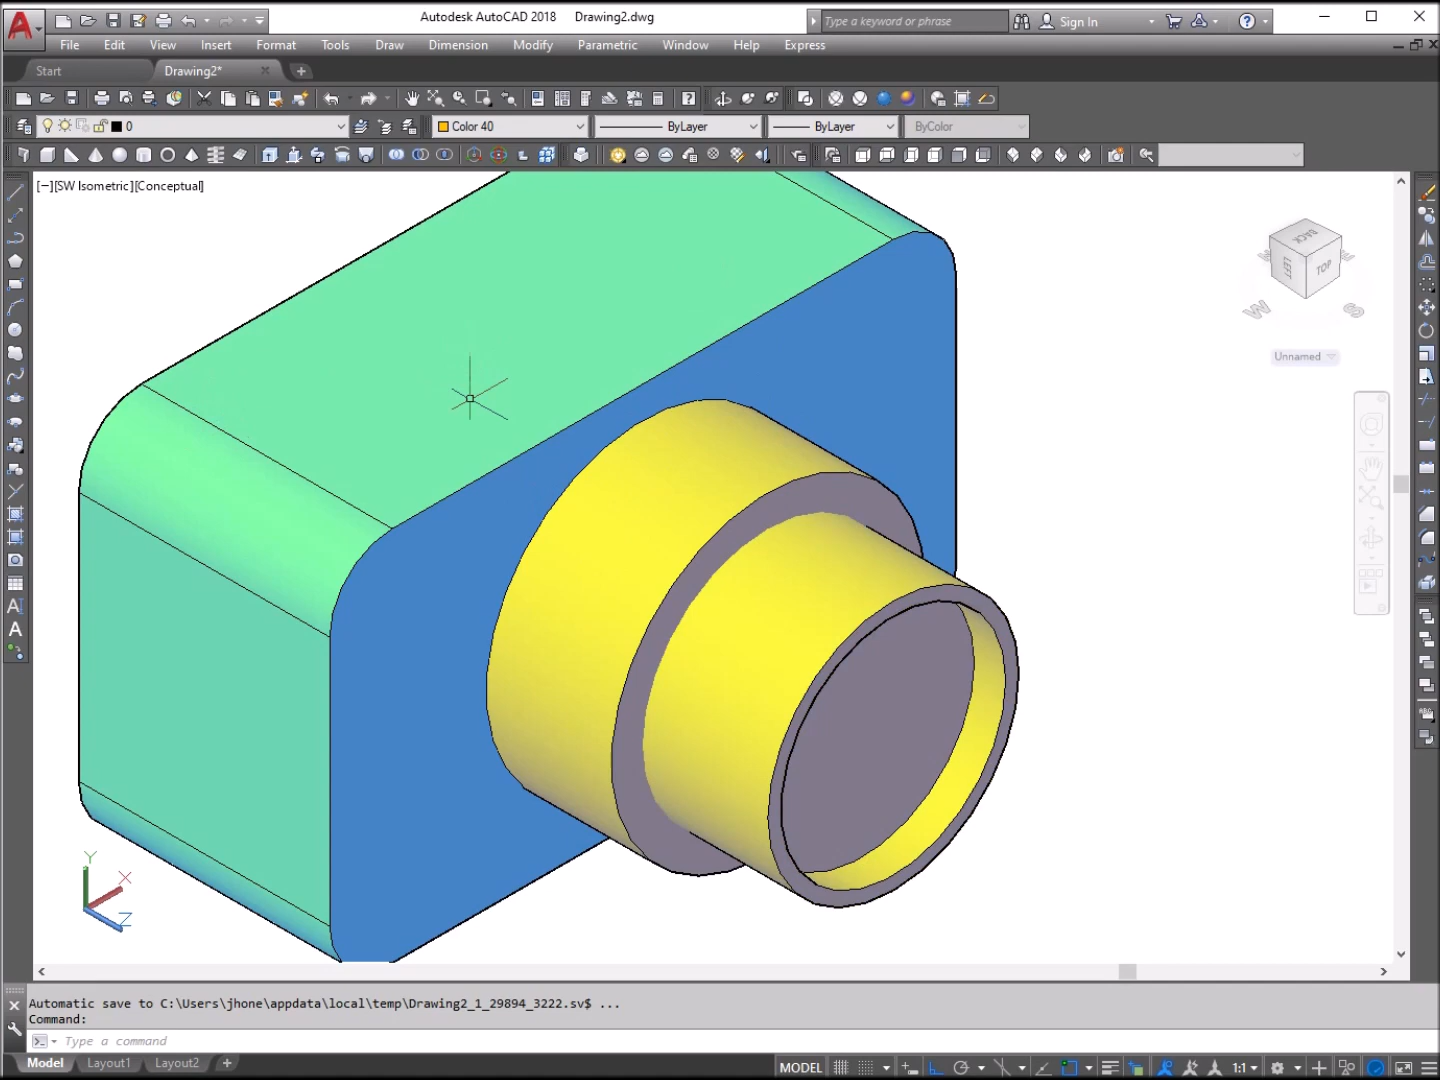 Autodesk AutoCAD 2018 Drawing2.dwg
Type a keyword or phrase
Sign In
File Edit View Insert Format Tools Draw Dimension Modify Parametric Window Help Express
Start
Drawing2*
0
Color 40
ByLayer
ByLayer
ByColor
[−][SW Isometric][Conceptual]
BACK
LEFT
TOP
W
S
Unnamed
A
A
Y
X
Z
Automatic save to C:\Users\jhone\appdata\local\temp\Drawing2_1_29894_3222.sv$ ...
Command:
Type a command
Model Layout1 Layout2 +
MODEL
1:1